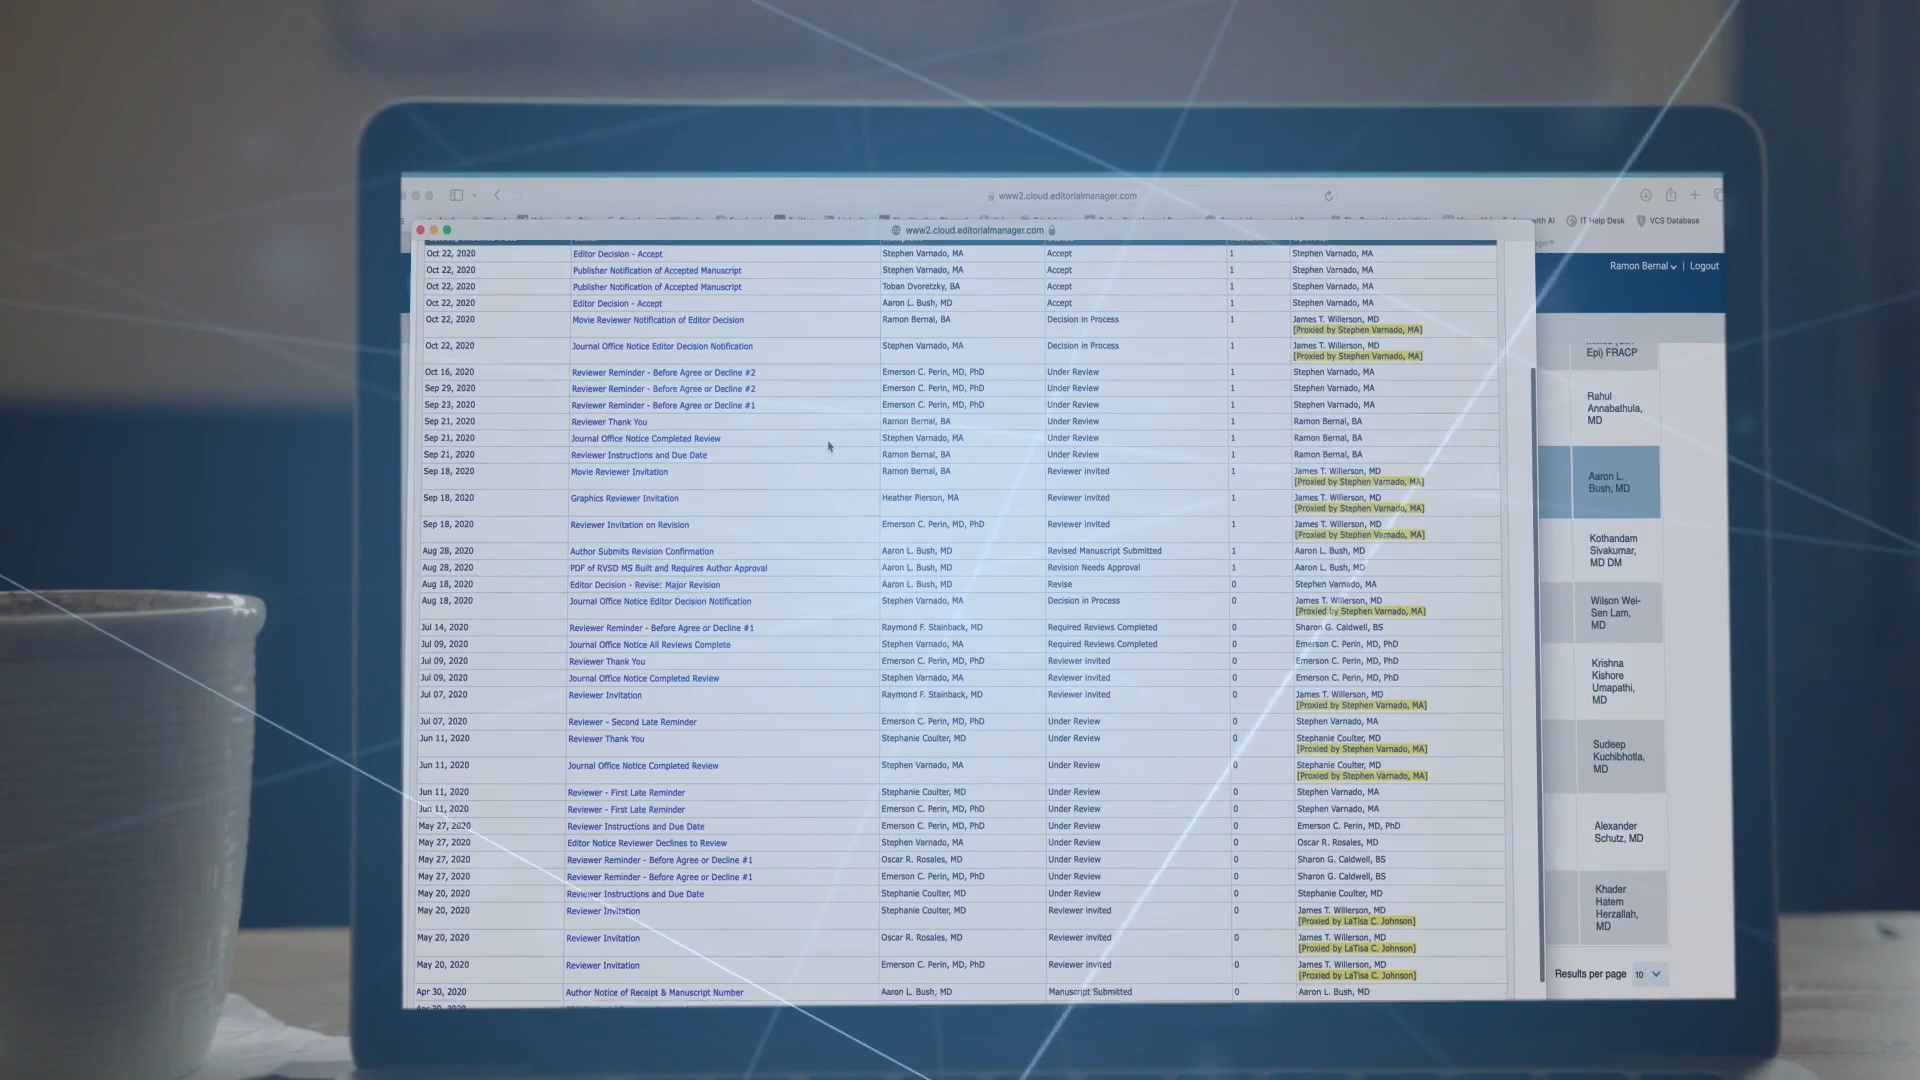 www2.cloud.editorialmanager.com
with AI IT Help Desk VCS Database
www2.cloud.editorialmanager.com
Ramon Bernal | Logout
Oct 22, 2020 Editor Decision - Accept Stephen Varnado, MA Accept 1 Stephen Varnado, MA
Oct 22, 2020 Publisher Notification of Accepted Manuscript Stephen Varnado, MA Accept 1 Stephen Varnado, MA
Oct 22, 2020 Publisher Notification of Accepted Manuscript Toban Dvoretzky, BA Accept 1 Stephen Varnado, MA
Oct 22, 2020 Editor Decision - Accept Aaron L. Bush, MD Accept 1 Stephen Varnado, MA
Oct 22, 2020 Movie Reviewer Notification of Editor Decision Ramon Bernal, BA Decision in Process 1 James T. Willerson, MD
[Proxied by Stephen Varnado, MA]
Oct 22, 2020 Journal Office Notice Editor Decision Notification Stephen Varnado, MA Decision in Process 1 James T. Willerson, MD
[Proxied by Stephen Varnado, MA]
Oct 16, 2020 Reviewer Reminder - Before Agree or Decline #2 Emerson C. Perin, MD, PhD Under Review 1 Stephen Varnado, MA
Sep 29, 2020 Reviewer Reminder - Before Agree or Decline #2 Emerson C. Perin, MD, PhD Under Review 1 Stephen Varnado, MA
Sep 23, 2020 Reviewer Reminder - Before Agree or Decline #1 Emerson C. Perin, MD, PhD Under Review 1 Stephen Varnado, MA
Sep 21, 2020 Reviewer Thank You Ramon Bernal, BA Under Review 1 Ramon Bernal, BA
Sep 21, 2020 Journal Office Notice Completed Review Stephen Varnado, MA Under Review 1 Ramon Bernal, BA
Sep 21, 2020 Reviewer Instructions and Due Date Ramon Bernal, BA Under Review 1 Ramon Bernal, BA
Sep 18, 2020 Movie Reviewer Invitation Ramon Bernal, BA Reviewer invited 1 James T. Willerson, MD
[Proxied by Stephen Varnado, MA]
Sep 18, 2020 Graphics Reviewer Invitation Heather Pierson, MA Reviewer invited 1 James T. Willerson, MD
[Proxied by Stephen Varnado, MA]
Sep 18, 2020 Reviewer Invitation on Revision Emerson C. Perin, MD, PhD Reviewer invited 1 James T. Willerson, MD
[Proxied by Stephen Varnado, MA]
Aug 28, 2020 Author Submits Revision Confirmation Aaron L. Bush, MD Revised Manuscript Submitted 1 Aaron L. Bush, MD
Aug 28, 2020 PDF of RVSD MS Built and Requires Author Approval Aaron L. Bush, MD Revision Needs Approval 1 Aaron L. Bush, MD
Aug 18, 2020 Editor Decision - Revise: Major Revision Aaron L. Bush, MD Revise 0 Stephen Varnado, MA
Aug 18, 2020 Journal Office Notice Editor Decision Notification Stephen Varnado, MA Decision in Process 0 James T. Willerson, MD
[Proxied by Stephen Varnado, MA]
Jul 14, 2020 Reviewer Reminder - Before Agree or Decline #1 Raymond F. Stainback, MD Required Reviews Completed 0 Sharon G. Caldwell, BS
Jul 09, 2020 Journal Office Notice All Reviews Complete Stephen Varnado, MA Required Reviews Completed 0 Emerson C. Perin, MD, PhD
Jul 09, 2020 Reviewer Thank You Emerson C. Perin, MD, PhD Reviewer invited 0 Emerson C. Perin, MD, PhD
Jul 09, 2020 Journal Office Notice Completed Review Stephen Varnado, MA Reviewer invited 0 Emerson C. Perin, MD, PhD
Jul 07, 2020 Reviewer Invitation Raymond F. Stainback, MD Reviewer invited 0 James T. Willerson, MD
[Proxied by Stephen Varnado, MA]
Jul 07, 2020 Reviewer - Second Late Reminder Emerson C. Perin, MD, PhD Under Review 0 Stephen Varnado, MA
Jun 11, 2020 Reviewer Thank You Stephanie Coulter, MD Under Review 0 Stephanie Coulter, MD
[Proxied by Stephen Varnado, MA]
Jun 11, 2020 Journal Office Notice Completed Review Stephen Varnado, MA Under Review 0 Stephanie Coulter, MD
[Proxied by Stephen Varnado, MA]
Jun 11, 2020 Reviewer - First Late Reminder Stephanie Coulter, MD Under Review 0 Stephen Varnado, MA
Jun 11, 2020 Reviewer - First Late Reminder Emerson C. Perin, MD, PhD Under Review 0 Stephen Varnado, MA
May 27, 2020 Reviewer Instructions and Due Date Emerson C. Perin, MD, PhD Under Review 0 Emerson C. Perin, MD, PhD
May 27, 2020 Editor Notice Reviewer Declines to Review Stephen Varnado, MA Under Review 0 Oscar R. Rosales, MD
May 27, 2020 Reviewer Reminder - Before Agree or Decline #1 Oscar R. Rosales, MD Under Review 0 Sharon G. Caldwell, BS
May 27, 2020 Reviewer Reminder - Before Agree or Decline #1 Emerson C. Perin, MD, PhD Under Review 0 Sharon G. Caldwell, BS
May 20, 2020 Reviewer Instructions and Due Date Stephanie Coulter, MD Under Review 0 Stephanie Coulter, MD
May 20, 2020 Reviewer Invitation Stephanie Coulter, MD Reviewer invited 0 James T. Willerson, MD
[Proxied by LaTisa C. Johnson]
May 20, 2020 Reviewer Invitation Oscar R. Rosales, MD Reviewer invited 0 James T. Willerson, MD
[Proxied by LaTisa C. Johnson]
May 20, 2020 Reviewer Invitation Emerson C. Perin, MD, PhD Reviewer invited 0 James T. Willerson, MD
[Proxied by LaTisa C. Johnson]
Apr 30, 2020 Author Notice of Receipt & Manuscript Number Aaron L. Bush, MD Manuscript Submitted 0 Aaron L. Bush, MD
Epi) FRACP
Rahul
Annabathula,
MD
Aaron L.
Bush, MD
Kothandam
Sivakumar,
MD DM
Wilson Wei-
Sen Lam,
MD
Krishna
Kishore
Umapathi,
MD
Sudeep
Kuchibhotla,
MD
Alexander
Schutz, MD
Khader
Hatem
Herzallah,
MD
Results per page 10